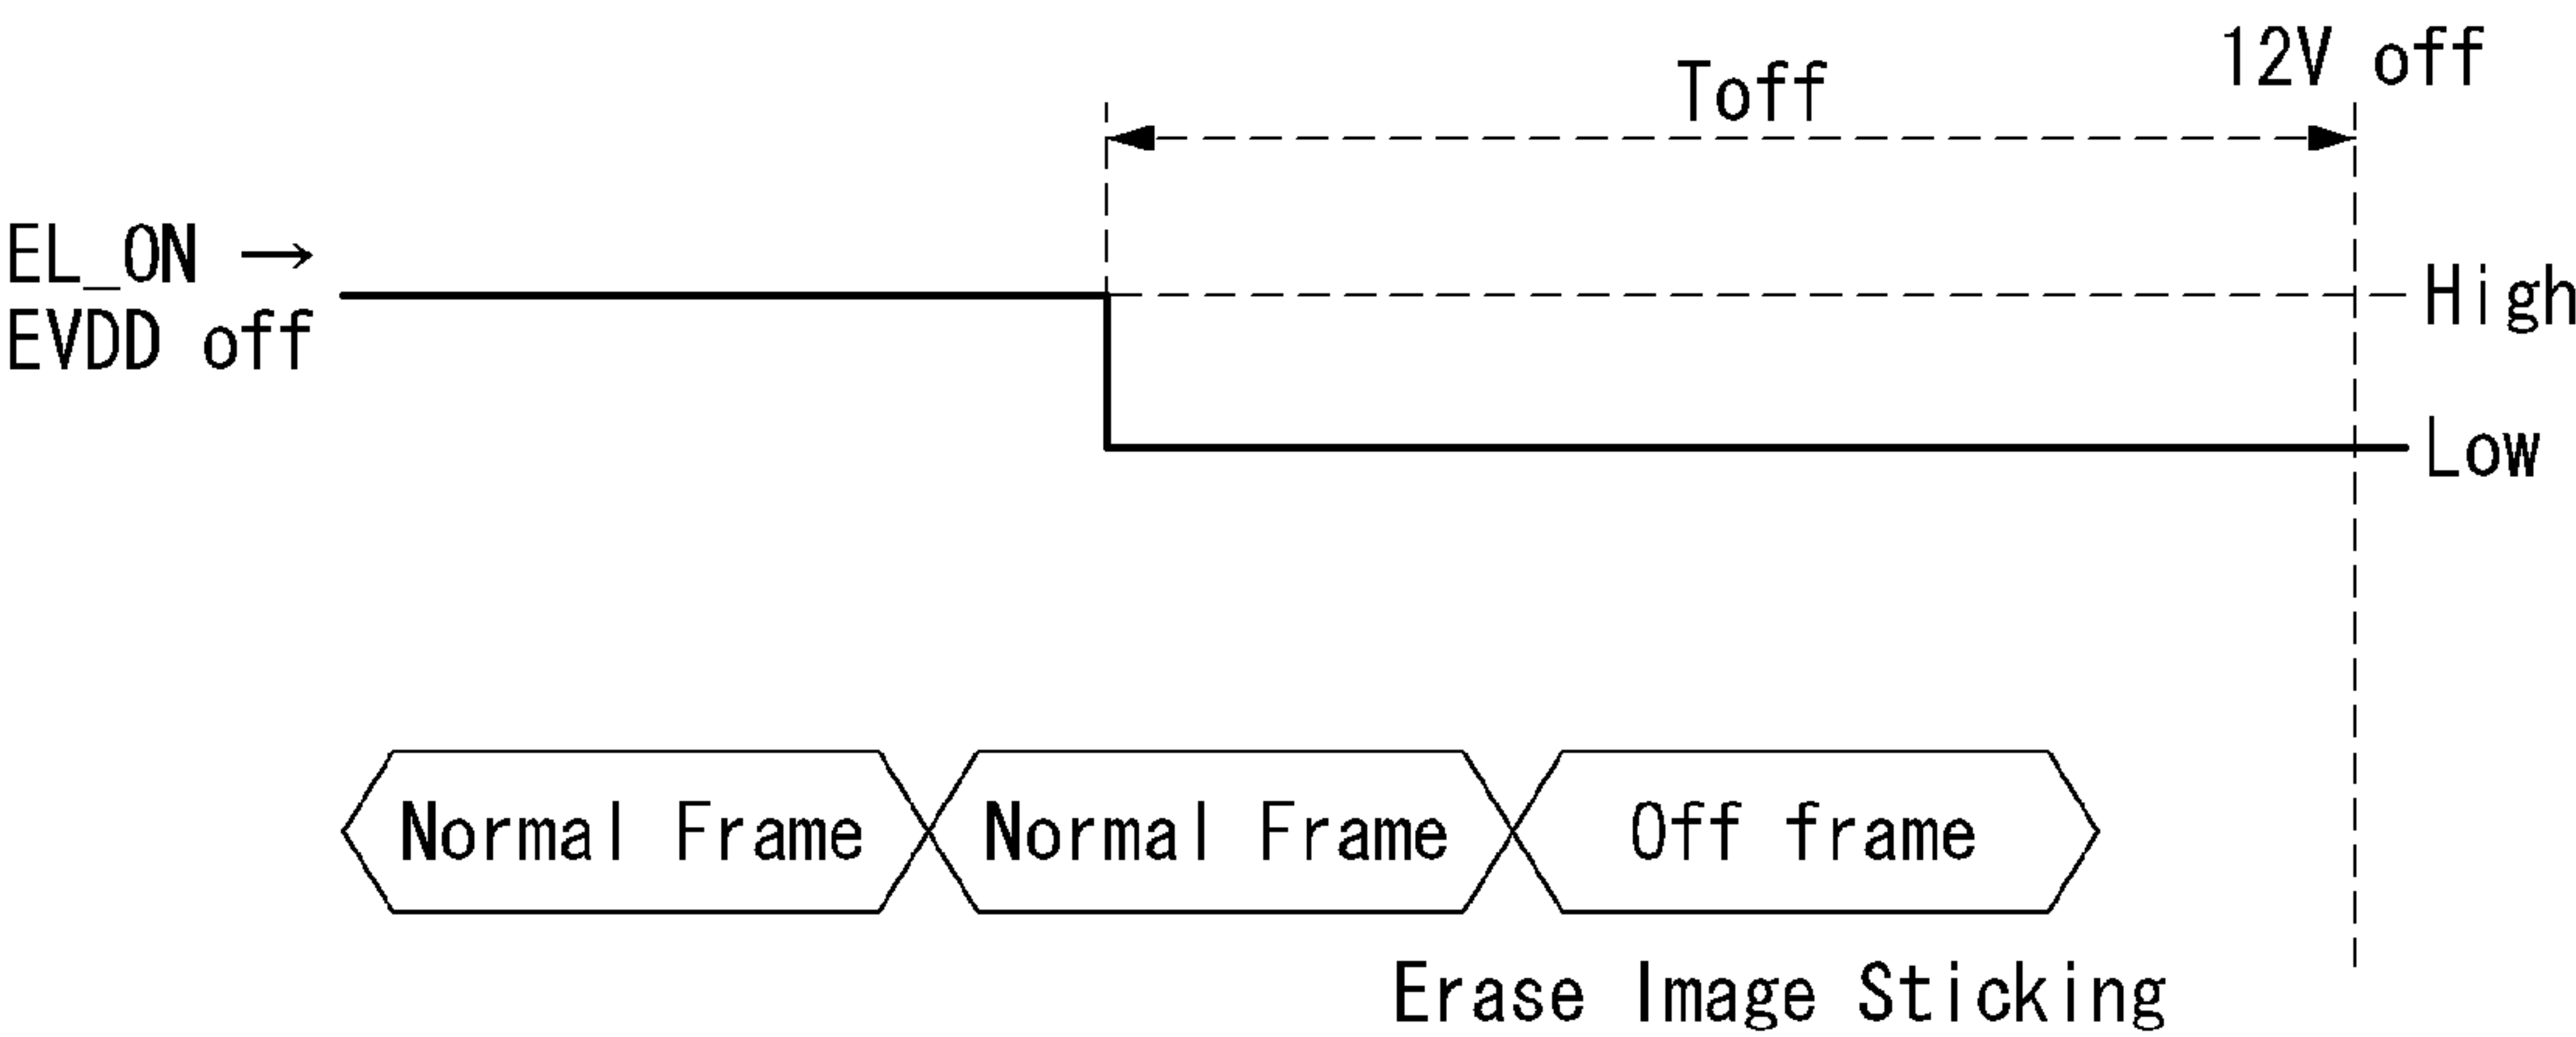 12V off
Toff
EL_ON →
EVDD off
High
Low
Normal Frame
Normal Frame
Off frame
Erase Image Sticking